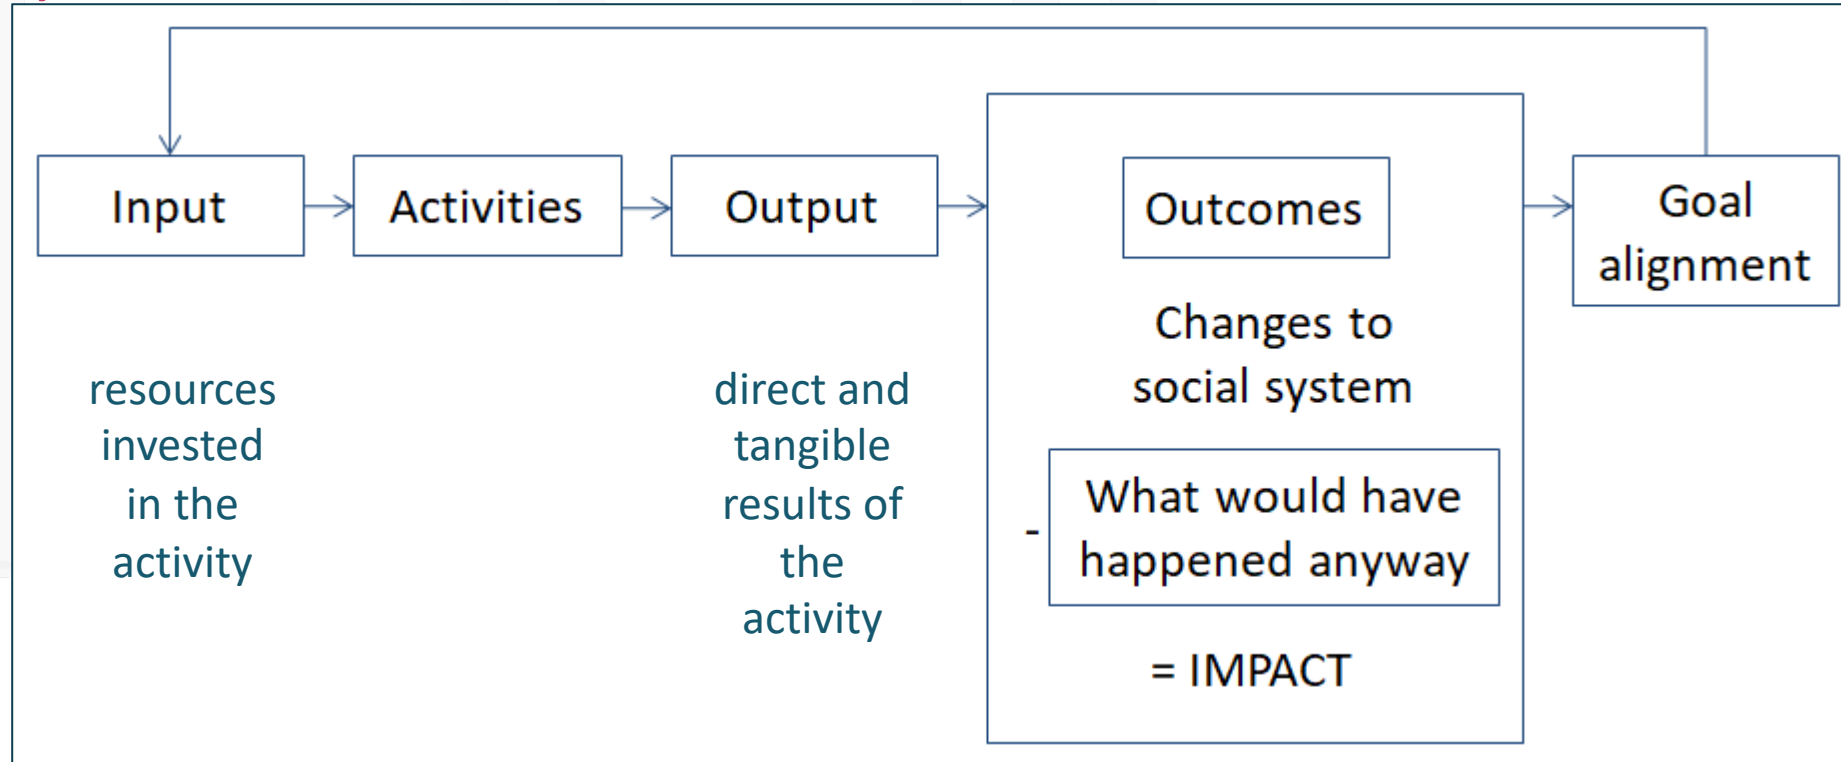 Input
Activities
Output
Outcomes
Goal
alignment
Changes to
social system
resources
invested
in the
activity
direct and
tangible
results of
the
activity
-
What would have
happened anyway
= IMPACT